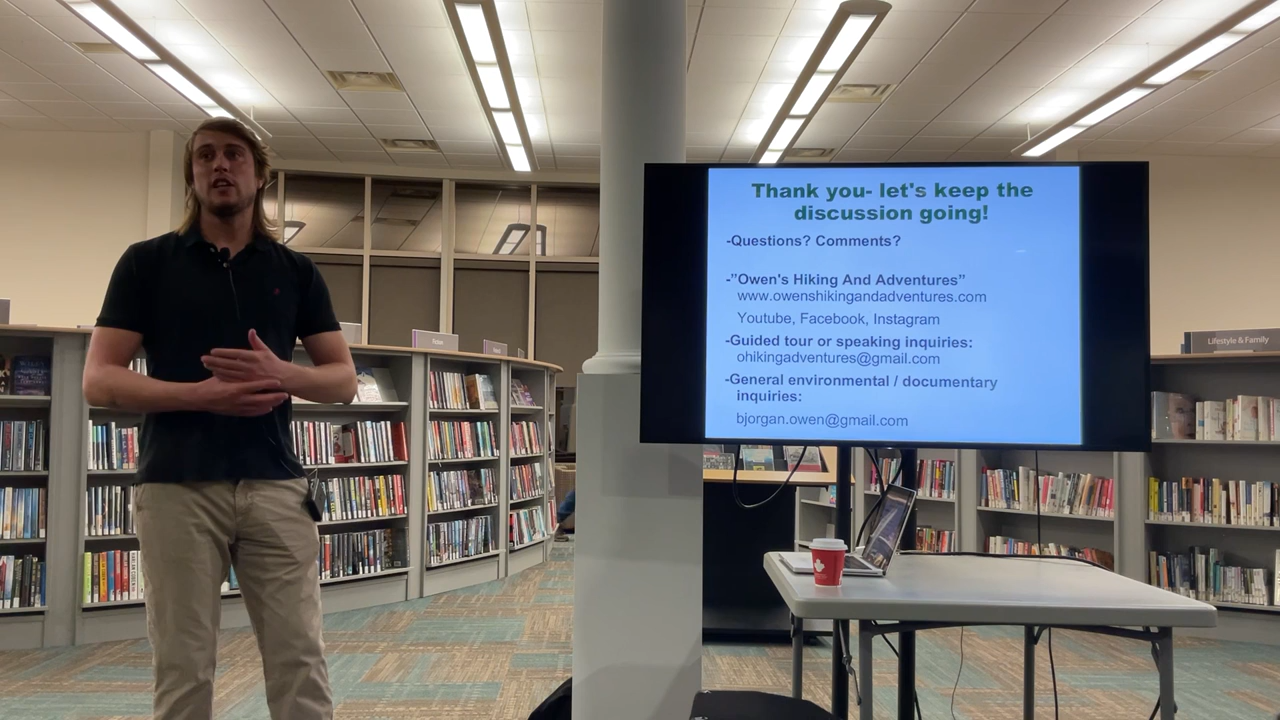 Thank you- let's keep the
discussion going!
-Questions? Comments?
-”Owen's Hiking And Adventures”
www.owenshikingandadventures.com
Youtube, Facebook, Instagram
-Guided tour or speaking inquiries:
ohikingadventures@gmail.com
-General environmental / documentary
inquiries:
bjorgan.owen@gmail.com
Lifestyle & Family
Fiction